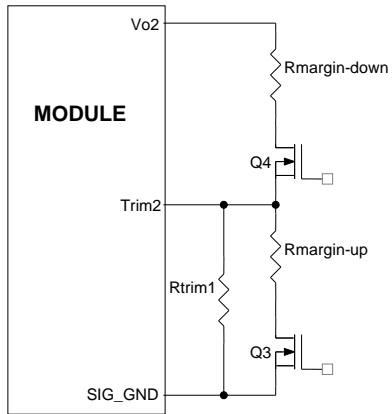 Vo2
Rmargin-down
MODULE
Q4
Trim2
Rmargin-up
Rtrim1
Q3
SIG_GND